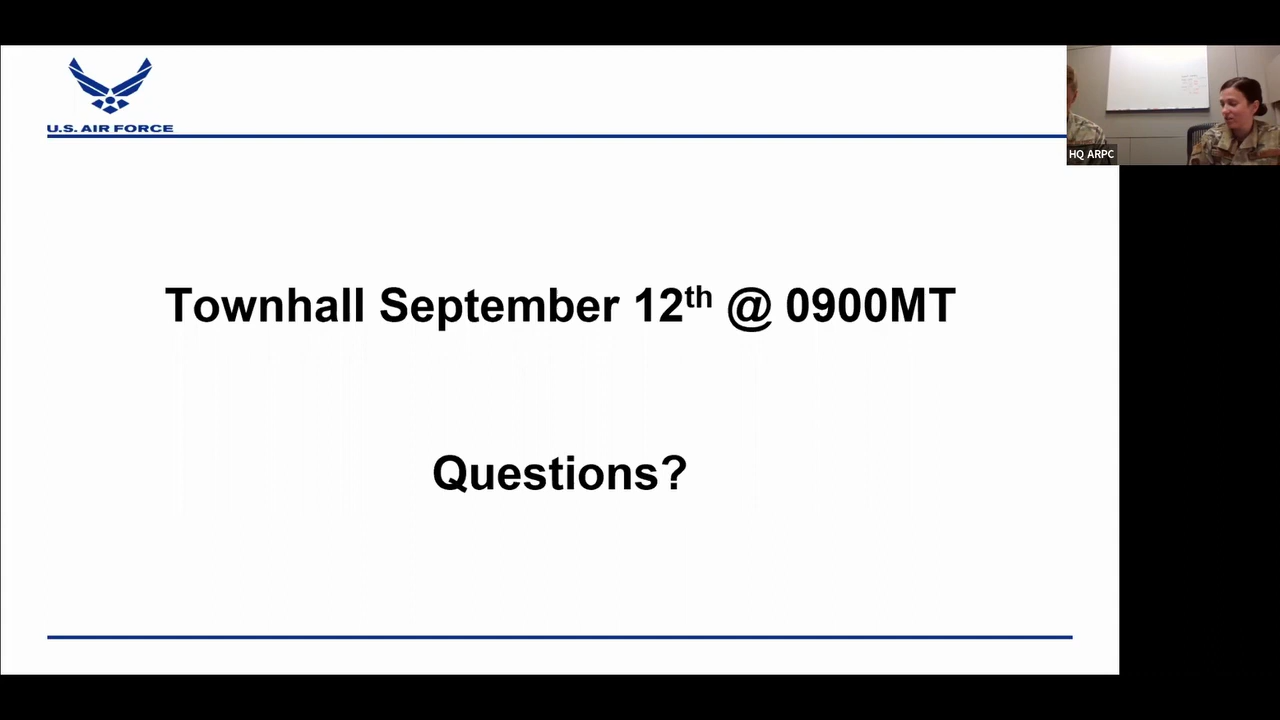 U.S. AIR FORCE
HQ ARPC
Townhall September 12th @ 0900MT
Questions?